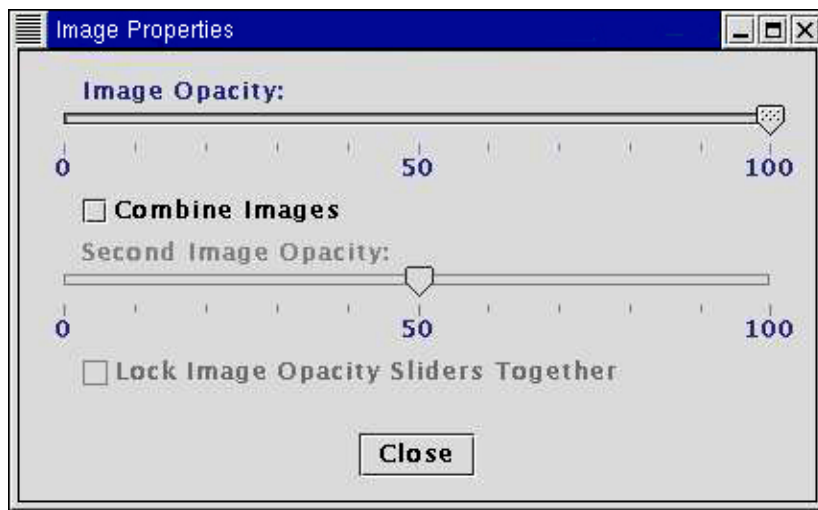 Image Properties
Image Opacity:
0 50 100
Combine Images
Second Image Opacity:
0 50 100
Lock Image Opacity Sliders Together
Close